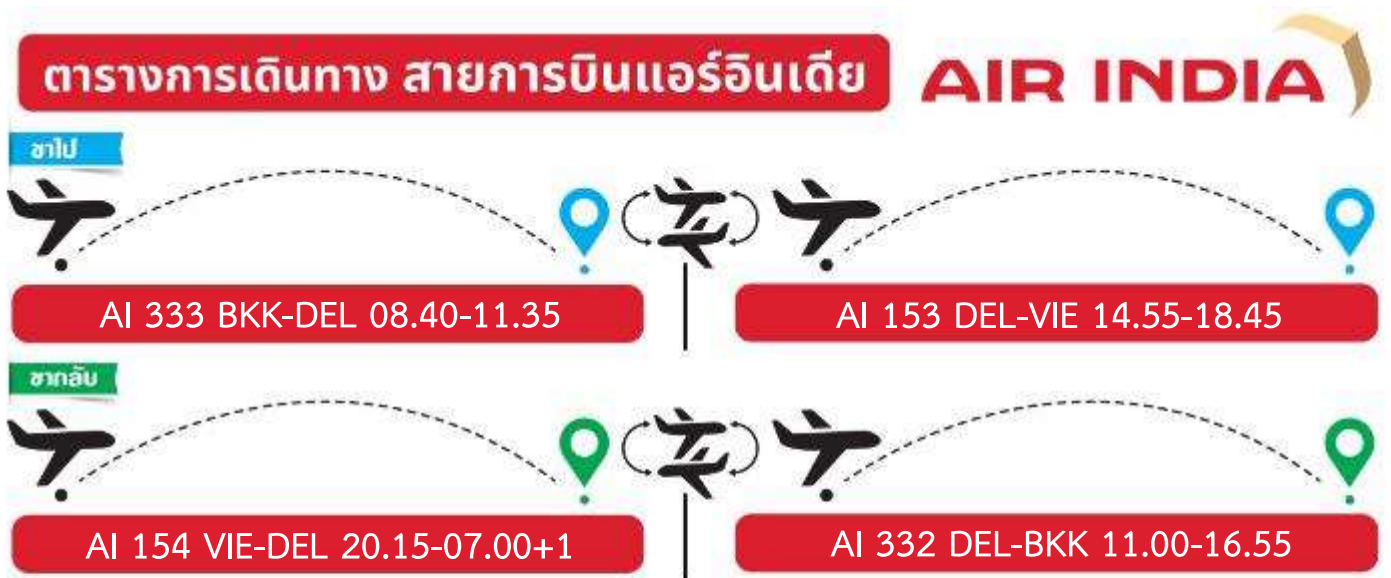 ตารางการเดินทาง สายการบินแอร์อินเดีย
AIR INDIA
ขาไป
AI 333 BKK-DEL 08.40-11.35
AI 153 DEL-VIE 14.55-18.45
ขากลับ
AI 154 VIE-DEL 20.15-07.00+1
AI 332 DEL-BKK 11.00-16.55